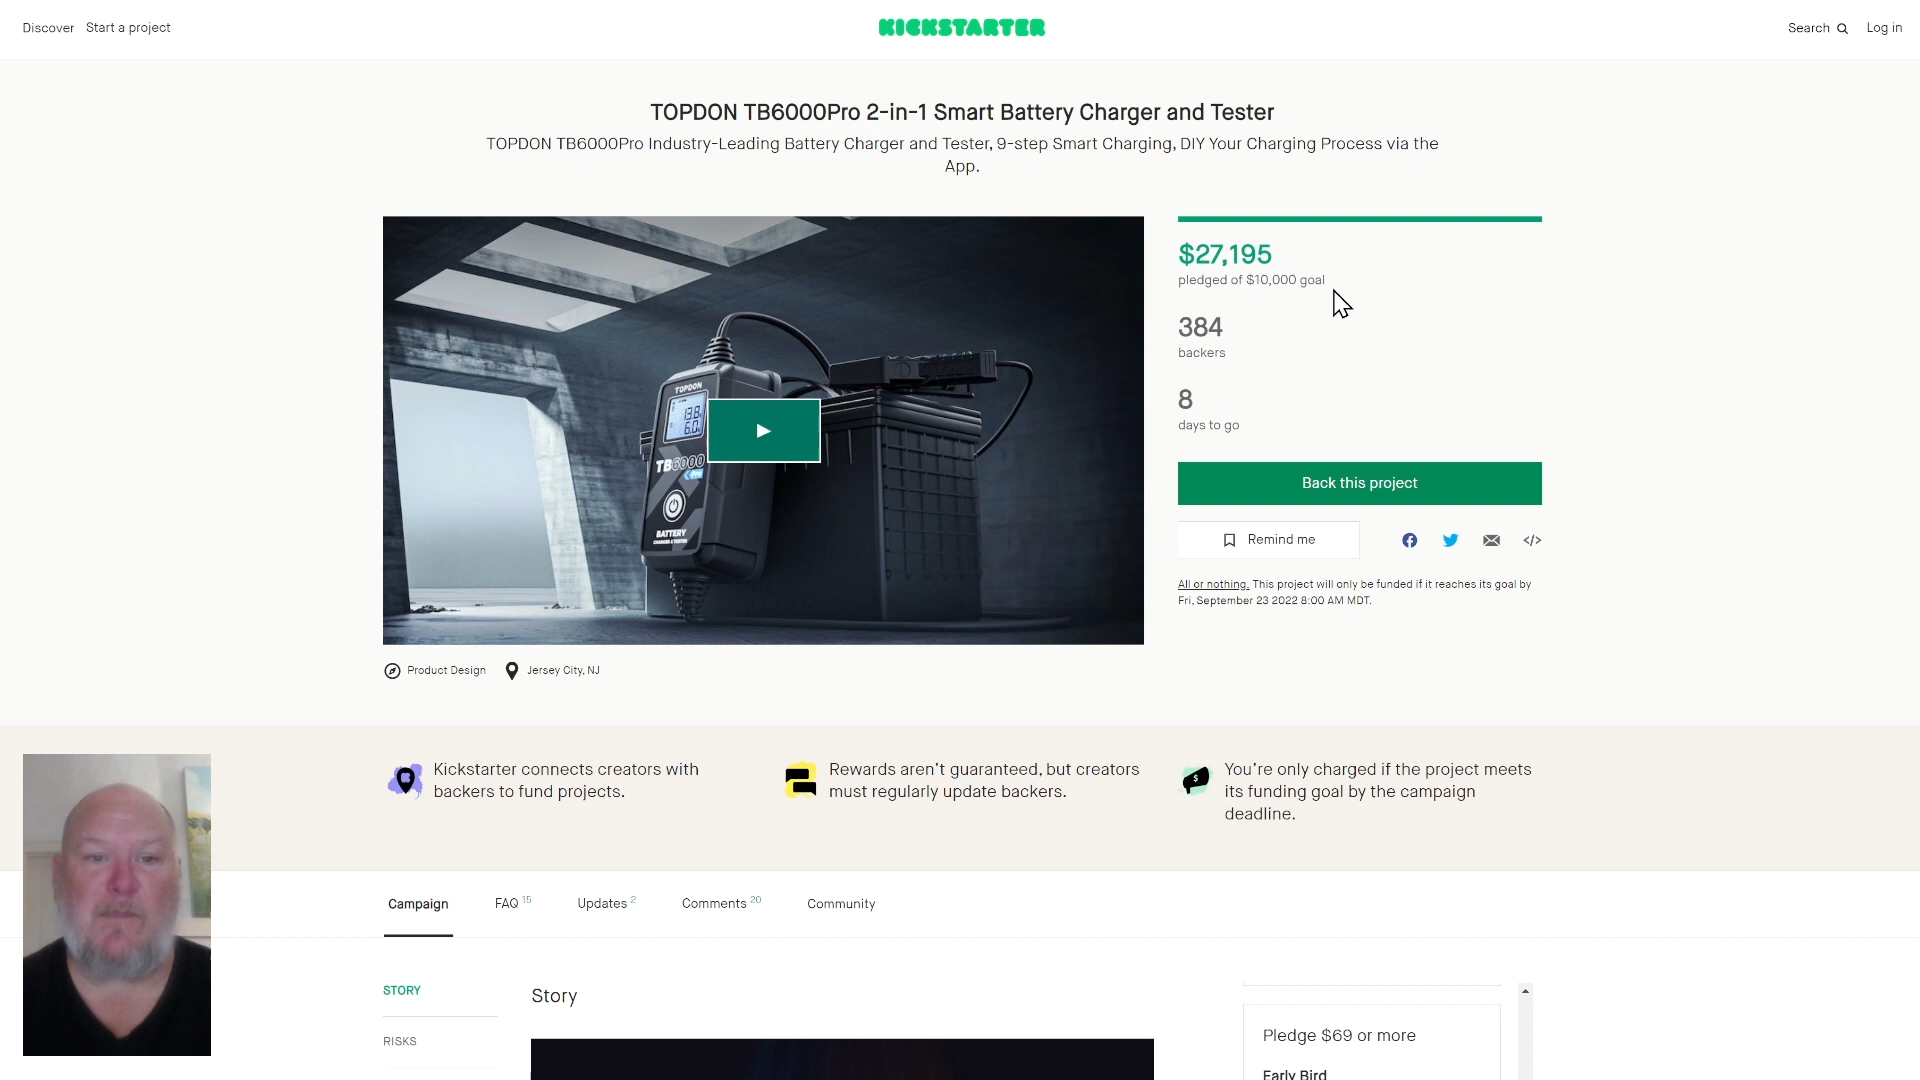 Discover Start a project KICKSTARTER Search Log in
TOPDON TB6000Pro 2-in-1 Smart Battery Charger and Tester
TOPDON TB6000Pro Industry-Leading Battery Charger and Tester, 9-step Smart Charging, DIY Your Charging Process via the
App.
TOPDON
13.8
6.0
TB6000
Pro
BATTERY
CHARGER & TESTER
$27,195
pledged of $10,000 goal
384
backers
8
days to go
Back this project
Remind me
</>
All or nothing. This project will only be funded if it reaches its goal by
Fri, September 23 2022 8:00 AM MDT.
Product Design Jersey City, NJ
Kickstarter connects creators with
backers to fund projects.
Rewards aren't guaranteed, but creators
must regularly update backers.
You're only charged if the project meets
its funding goal by the campaign
deadline.
Campaign FAQ 15 Updates 2 Comments 20 Community
STORY
RISKS
Story
Pledge $69 or more
Early Bird